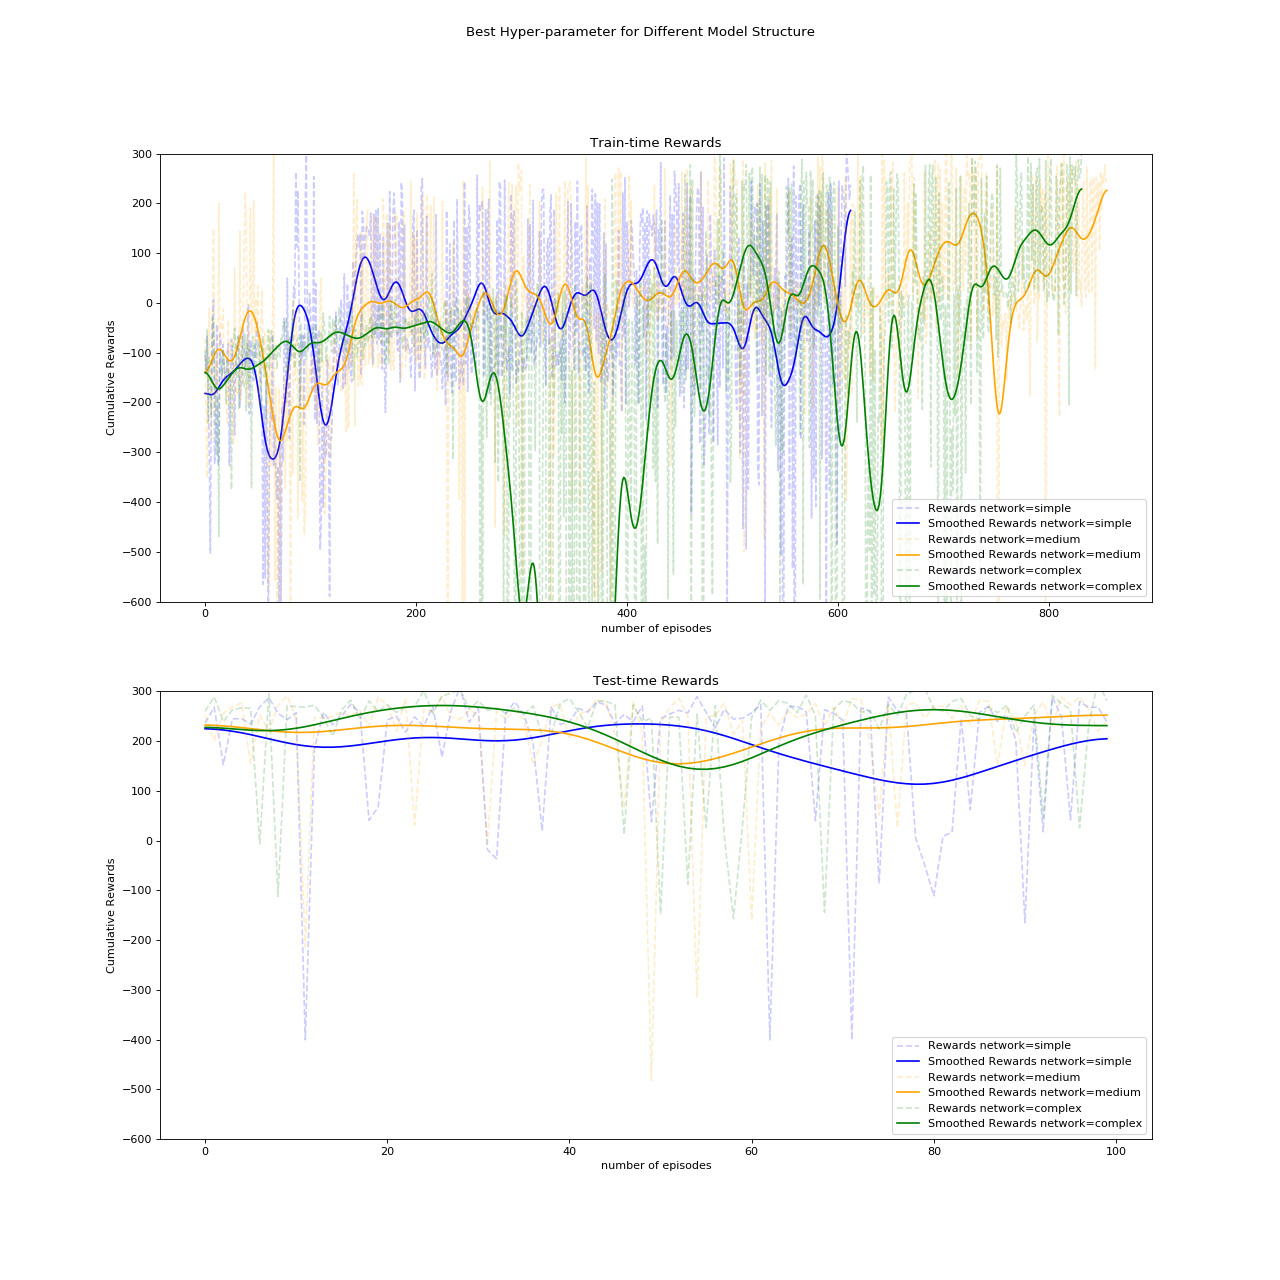 Best Hyper-parameter for Different Model Structure
Train-time Rewards
300
200
100
0
−100
−200
−300
−400
−500
−600
Cumulative Rewards
0 200 400 600 800
number of episodes
Rewards network=simple
Smoothed Rewards network=simple
Rewards network=medium
Smoothed Rewards network=medium
Rewards network=complex
Smoothed Rewards network=complex
Test-time Rewards
300
200
100
0
−100
−200
−300
−400
−500
−600
Cumulative Rewards
0 20 40 60 80 100
number of episodes
Rewards network=simple
Smoothed Rewards network=simple
Rewards network=medium
Smoothed Rewards network=medium
Rewards network=complex
Smoothed Rewards network=complex